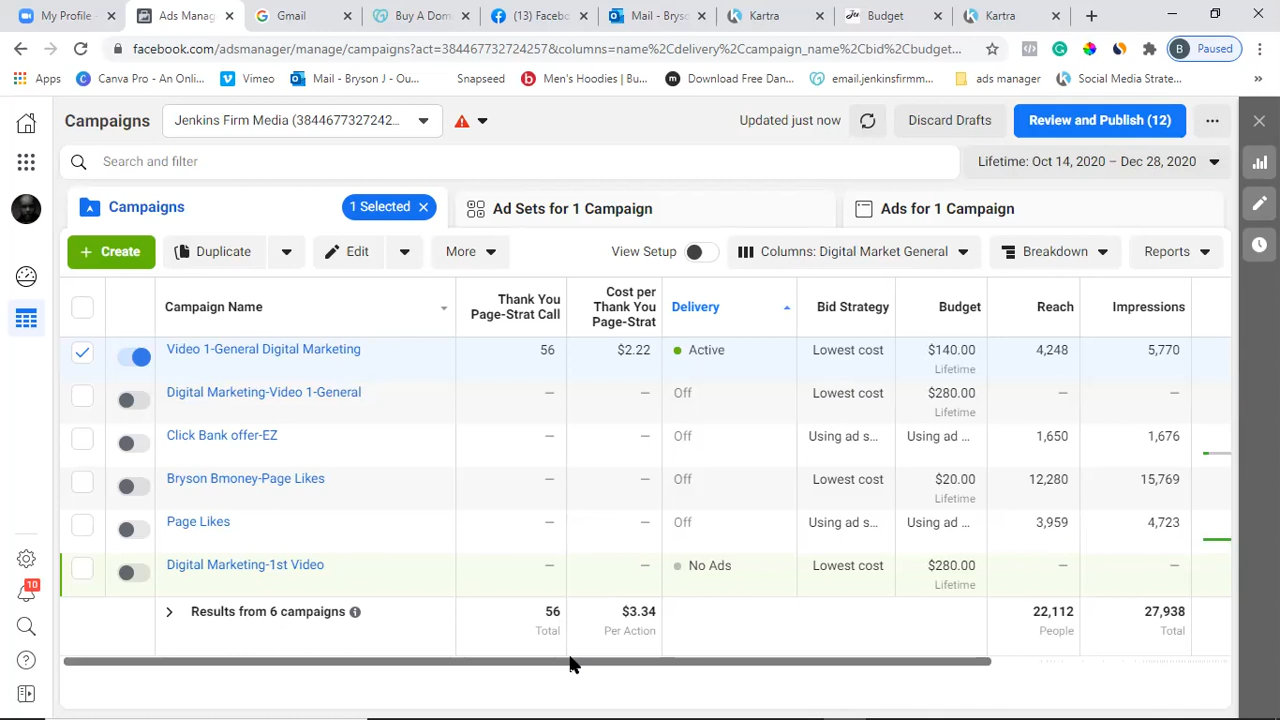 My Profile -
Ads Mana
Gmail
Buy A Dom
(13) Facebo
Mail - Brys
Kartra
Budget
Kartra
facebook.com/adsmanager/manage/campaigns?act=384467732724257&columns=name%2Cdelivery%2Ccampaign_name%2Cbid%2Cbudget...
B Paused
Apps
Canva Pro - An Onli...
Vimeo
Mail - Bryson J - Ou...
Snapseed
Men's Hoodies | Bu...
Download Free Dan...
email.jenkinsfirmm...
ads manager
Social Media Strate...
»
Campaigns
Jenkins Firm Media (3844677327242...
Updated just now
Discard Drafts
Review and Publish (12)
...
Search and filter
Lifetime: Oct 14, 2020 – Dec 28, 2020
Campaigns
1 Selected
Ad Sets for 1 Campaign
Ads for 1 Campaign
+ Create
Duplicate
Edit
More
View Setup
Columns: Digital Market General
Breakdown
Reports
Campaign Name
Thank You
Page-Strat Call
Cost per
Thank You
Page-Strat
Delivery
Bid Strategy
Budget
Reach
Impressions
Video 1-General Digital Marketing 56 $2.22 Active Lowest cost $140.00 4,248 5,770
Lifetime
Digital Marketing-Video 1-General — — Off Lowest cost $280.00 — —
Lifetime
Click Bank offer-EZ — — Off Using ad s... Using ad ... 1,650 1,676
Bryson Bmoney-Page Likes — — Off Lowest cost $20.00 12,280 15,769
Lifetime
Page Likes — — Off Using ad s... Using ad ... 3,959 4,723
Digital Marketing-1st Video — — No Ads Lowest cost $280.00 — —
Lifetime
Results from 6 campaigns 56 $3.34 22,112 27,938
Total Per Action People Total
10